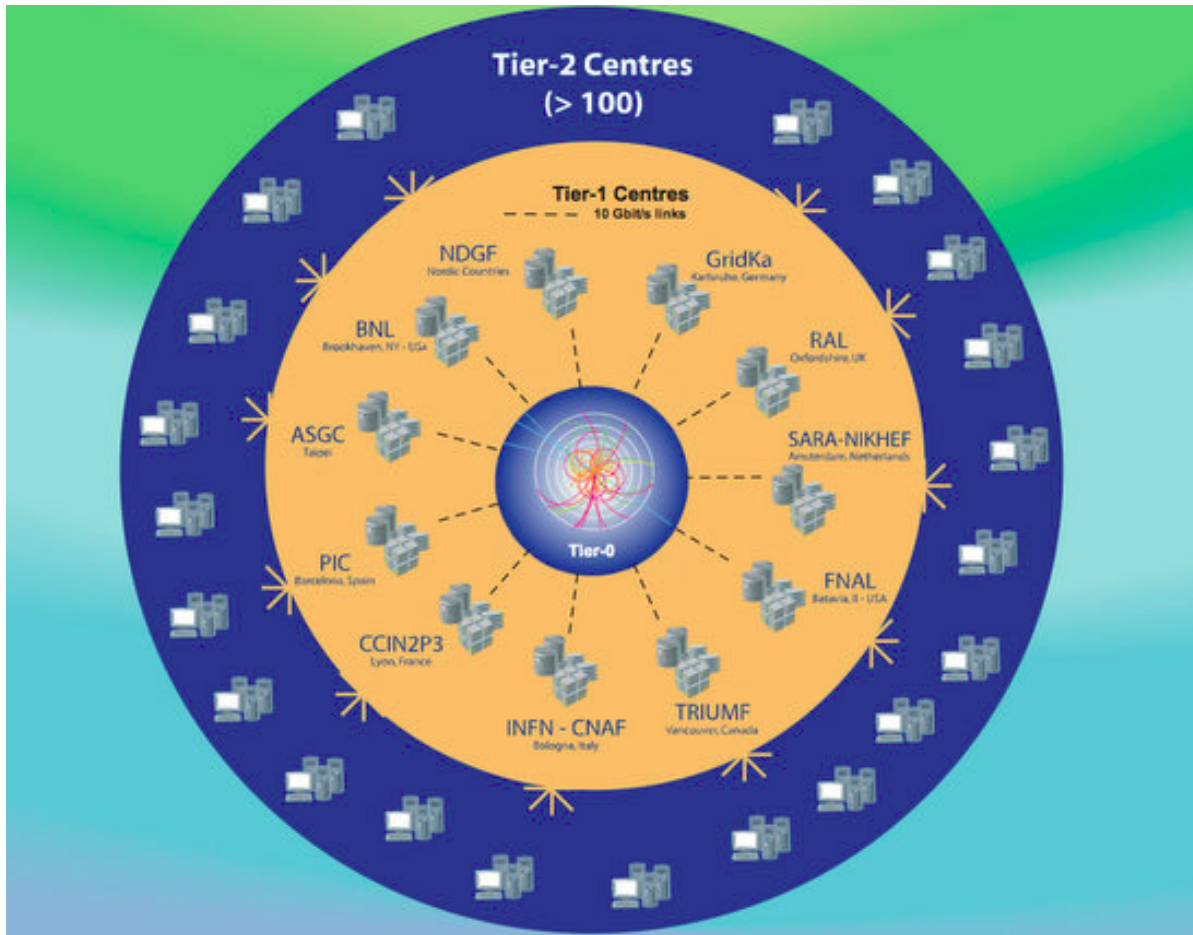 Tier-2 Centres
(> 100)
Tier-1 Centres
10 Gbit/s links
NDGF
Nordic Countries
GridKa
Karlsruhe, Germany
BNL
Brookhaven, NY - USA
RAL
Oxfordshire, UK
ASGC
Taipei
SARA-NIKHEF
Amsterdam, Netherlands
Tier-0
PIC
Barcelona, Spain
FNAL
Batavia, Il - USA
CCIN2P3
Lyon, France
TRIUMF
Vancouver, Canada
INFN - CNAF
Bologna, Italy